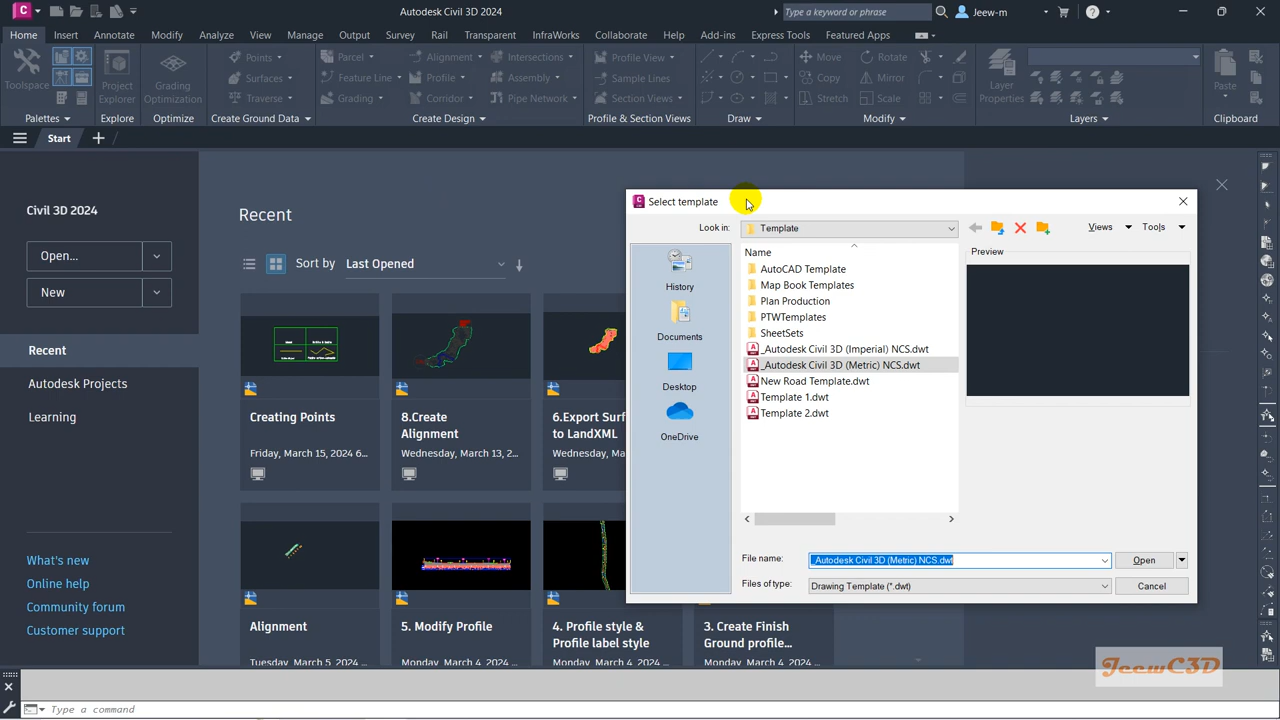 Autodesk Civil 3D 2024
Type a keyword or phrase
Jeew-m
Home Insert Annotate Modify Analyze View Manage Output Survey Rail Transparent InfraWorks Collaborate Help Add-ins Express Tools Featured Apps
Toolspace
Palettes
Project Explorer
Explore
Grading Optimization
Optimize
Points
Surfaces
Traverse
Create Ground Data
Parcel
Feature Line
Grading
Alignment
Profile
Corridor
Intersections
Assembly
Pipe Network
Create Design
Profile View
Sample Lines
Section Views
Profile & Section Views
Draw
Move
Copy
Stretch
Rotate
Mirror
Scale
Modify
Layer Properties
Layers
Paste
Clipboard
Start
Civil 3D 2024
Open...
New
Recent
Autodesk Projects
Learning
What's new
Online help
Community forum
Customer support
Recent
Sort by Last Opened
Creating Points
Friday, March 15, 2024 6...
8.Create Alignment
Wednesday, March 13, 2...
6.Export Surf
to LandXML
Wednesday, March
Alignment
Tuesday, March 5, 2024
5. Modify Profile
Monday, March 4, 2024
4. Profile style &
Profile label style
Monday, March 4, 2024
3. Create Finish
Ground profile...
Monday, March 4, 2024
Select template
Look in: Template
Views Tools
History
Documents
Desktop
OneDrive
Name
AutoCAD Template
Map Book Templates
Plan Production
PTWTemplates
SheetSets
_Autodesk Civil 3D (Imperial) NCS.dwt
_Autodesk Civil 3D (Metric) NCS.dwt
New Road Template.dwt
Template 1.dwt
Template 2.dwt
Preview
File name: _Autodesk Civil 3D (Metric) NCS.dwt
Open
Files of type: Drawing Template (*.dwt)
Cancel
JeewC3D
Type a command